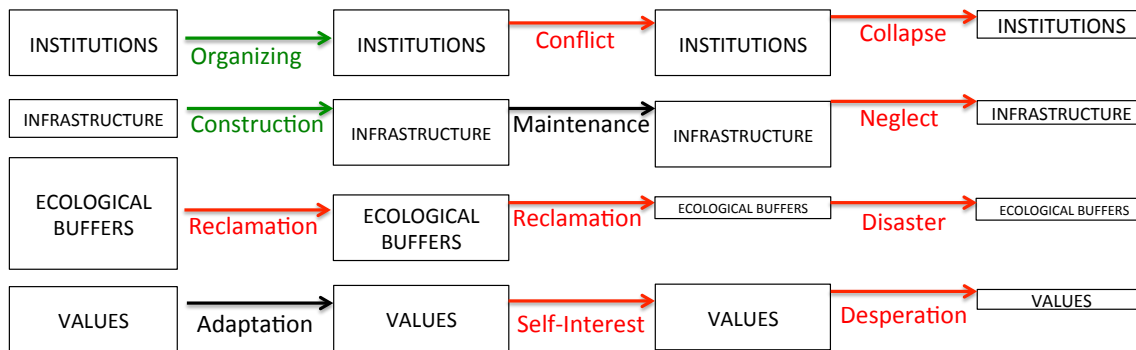 INSTITUTIONS Organizing INSTITUTIONS Conflict INSTITUTIONS Collapse INSTITUTIONS
INFRASTRUCTURE Construction INFRASTRUCTURE Maintenance INFRASTRUCTURE Neglect INFRASTRUCTURE
ECOLOGICAL
BUFFERS Reclamation ECOLOGICAL
BUFFERS Reclamation ECOLOGICAL BUFFERS Disaster ECOLOGICAL BUFFERS
VALUES Adaptation VALUES Self-Interest VALUES Desperation VALUES